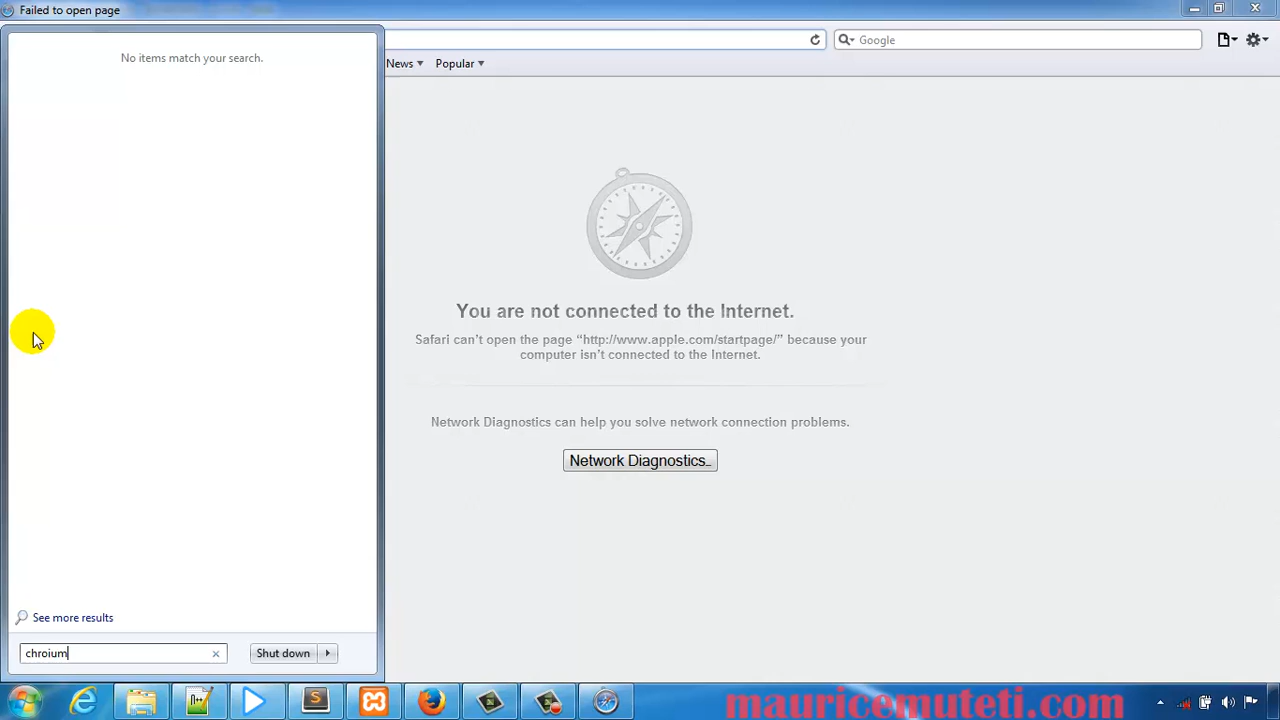 Failed to open page
No items match your search.
Google
News
Popular
You are not connected to the Internet.
Safari can't open the page “http://www.apple.com/startpage/” because your
computer isn't connected to the Internet.
Network Diagnostics can help you solve network connection problems.
Network Diagnostics...
See more results
chroium
Shut down
mauricemuteti.com